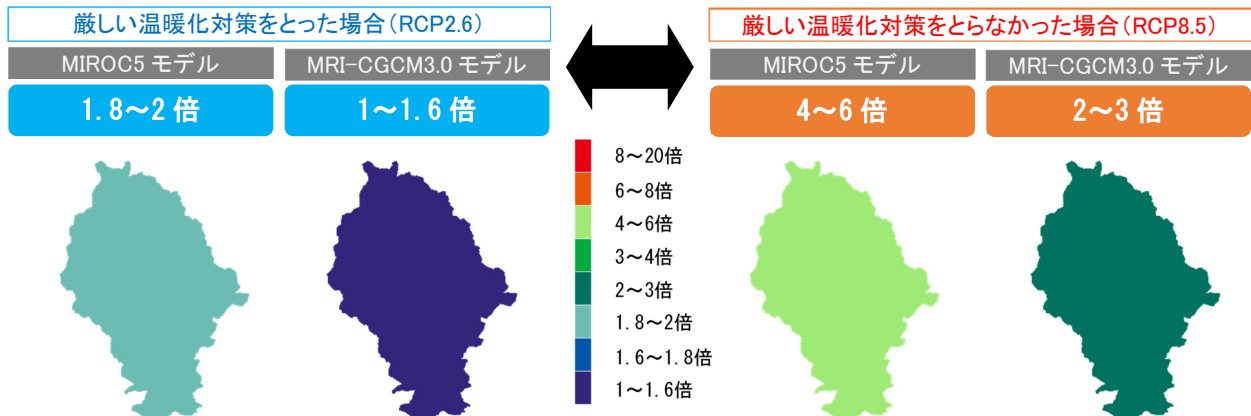 厳しい温暖化対策をとった場合(RCP2.6)
MIROC5 モデル
MRI-CGCM3.0 モデル
1.8～2 倍
1～1.6 倍
厳しい温暖化対策をとらなかった場合(RCP8.5)
MIROC5 モデル
MRI-CGCM3.0 モデル
4～6 倍
2～3 倍
8～20倍
6～8倍
4～6倍
3～4倍
2～3倍
1.8～2倍
1.6～1.8倍
1～1.6倍